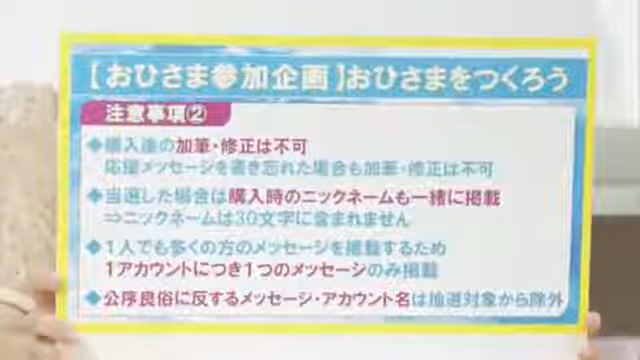 【おひさま参加企画】おひさまをつくろう
注意事項②
◆購入後の加筆・修正は不可
応援メッセージを書き忘れた場合も加筆・修正は不可
◆当選した場合は購入時のニックネームも一緒に掲載
⇒ニックネームは30文字に含まれません
◆1人でも多くの方のメッセージを掲載するため
1アカウントにつき1つのメッセージのみ掲載
◆公序良俗に反するメッセージ・アカウント名は抽選対象から除外